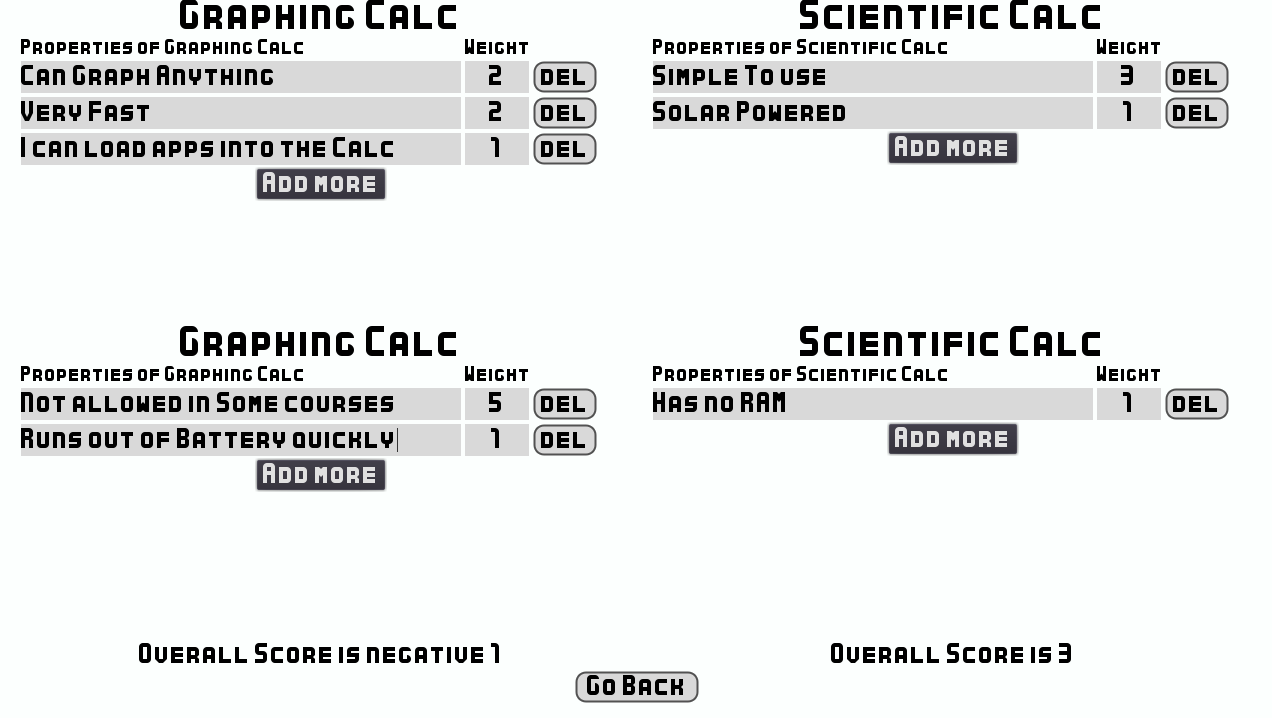 Graphing Calc
Properties of Graphing Calc Weight
Can Graph Anything 2 DEL
Very Fast 2 DEL
I can load apps into the Calc 1 DEL
Add more
Scientific Calc
Properties of Scientific Calc Weight
Simple To use 3 DEL
Solar Powered 1 DEL
Add more
Graphing Calc
Properties of Graphing Calc Weight
Not allowed in Some courses 5 DEL
Runs out of Battery quickly 1 DEL
Add more
Scientific Calc
Properties of Scientific Calc Weight
Has no RAM 1 DEL
Add more
Overall Score is negative 1
Overall Score is 3
Go Back